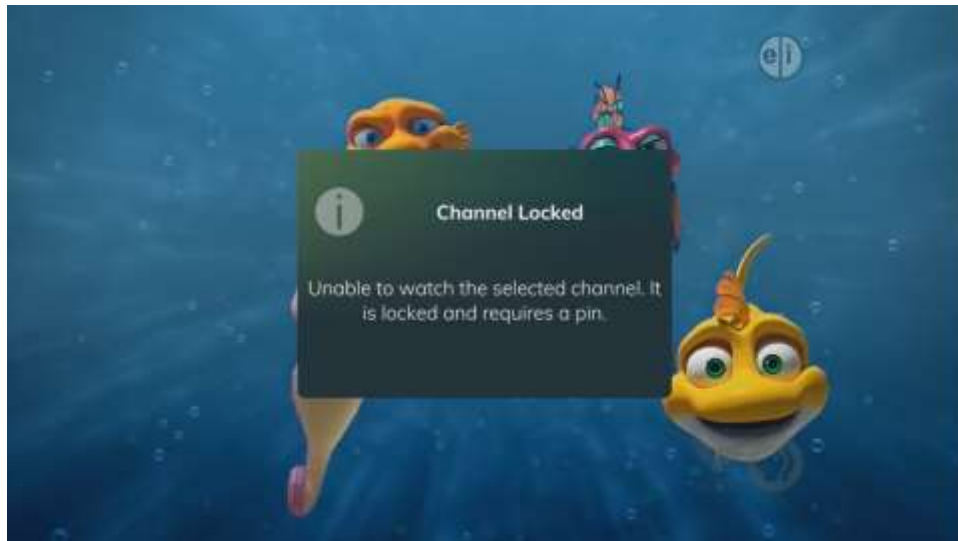 e|i
i
Channel Locked
Unable to watch the selected channel. It
is locked and requires a pin.